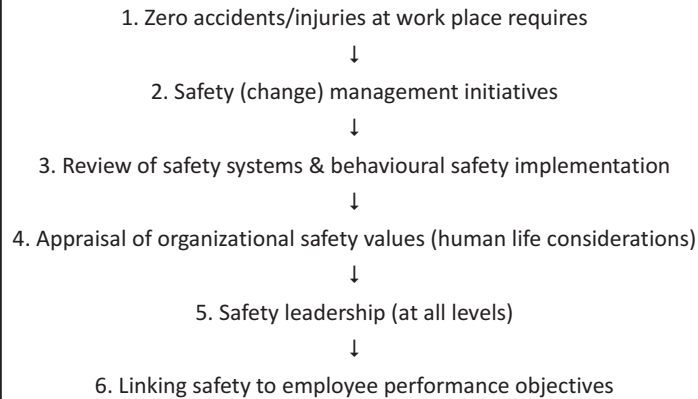 1. Zero accidents/injuries at work place requires
↓
2. Safety (change) management initiatives
↓
3. Review of safety systems & behavioural safety implementation
↓
4. Appraisal of organizational safety values (human life considerations)
↓
5. Safety leadership (at all levels)
↓
6. Linking safety to employee performance objectives